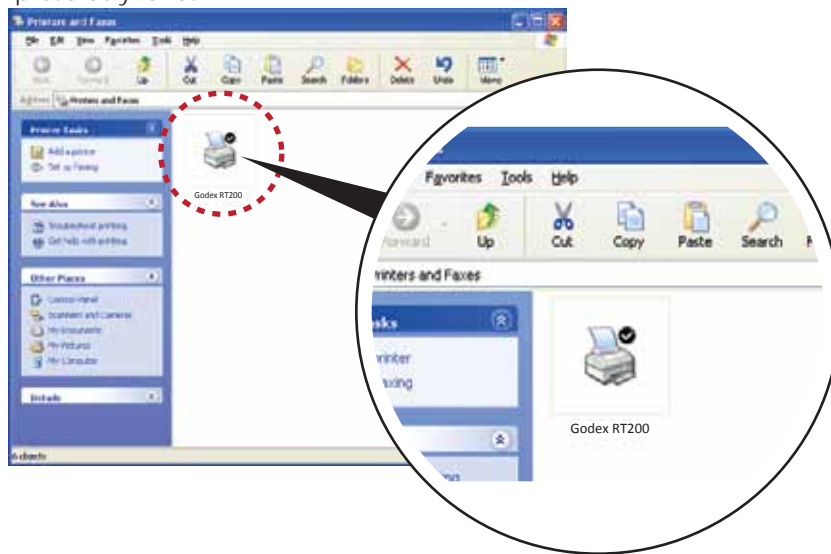 Printers and Faxes
File Edit View Favorites Tools Help
Back Forward Up Cut Copy Paste Search Folders Delete Undo Views
Address Printers and Faxes
Printer Tasks
Add a printer
Set up faxing
See Also
Troubleshoot printing
Get help with printing
Other Places
Control Panel
Scanners and Cameras
My Documents
My Pictures
My Computer
Details
Godex RT200
6 objects
Favorites Tools Help
orward Up Cut Copy Paste Search
rinters and Faxes
sks
rinter
axing
Godex RT200